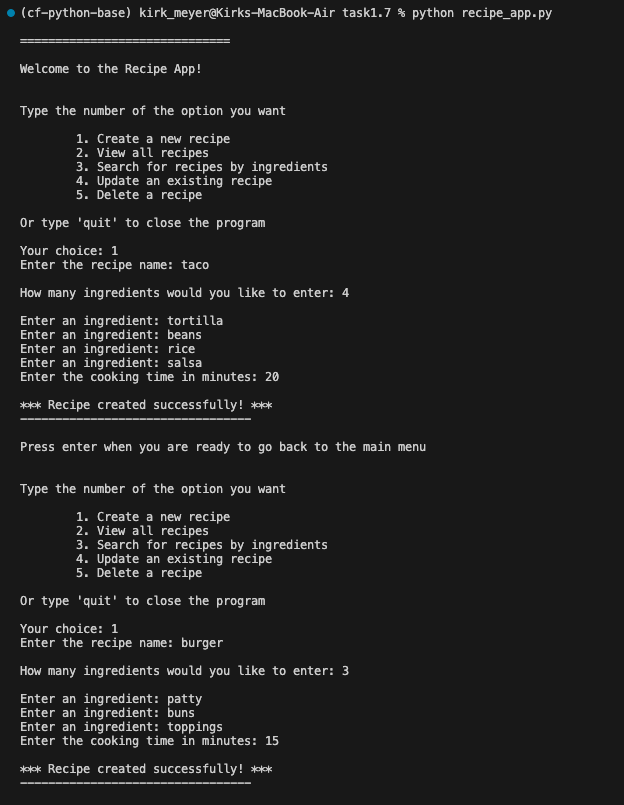 (cf-python-base) kirk_meyer@Kirks-MacBook-Air task1.7 % python recipe_app.py
==============================
Welcome to the Recipe App!
Type the number of the option you want
1. Create a new recipe
2. View all recipes
3. Search for recipes by ingredients
4. Update an existing recipe
5. Delete a recipe
Or type 'quit' to close the program
Your choice: 1
Enter the recipe name: taco
How many ingredients would you like to enter: 4
Enter an ingredient: tortilla
Enter an ingredient: beans
Enter an ingredient: rice
Enter an ingredient: salsa
Enter the cooking time in minutes: 20
*** Recipe created successfully! ***
---------------------------------
Press enter when you are ready to go back to the main menu
Type the number of the option you want
1. Create a new recipe
2. View all recipes
3. Search for recipes by ingredients
4. Update an existing recipe
5. Delete a recipe
Or type 'quit' to close the program
Your choice: 1
Enter the recipe name: burger
How many ingredients would you like to enter: 3
Enter an ingredient: patty
Enter an ingredient: buns
Enter an ingredient: toppings
Enter the cooking time in minutes: 15
*** Recipe created successfully! ***
---------------------------------